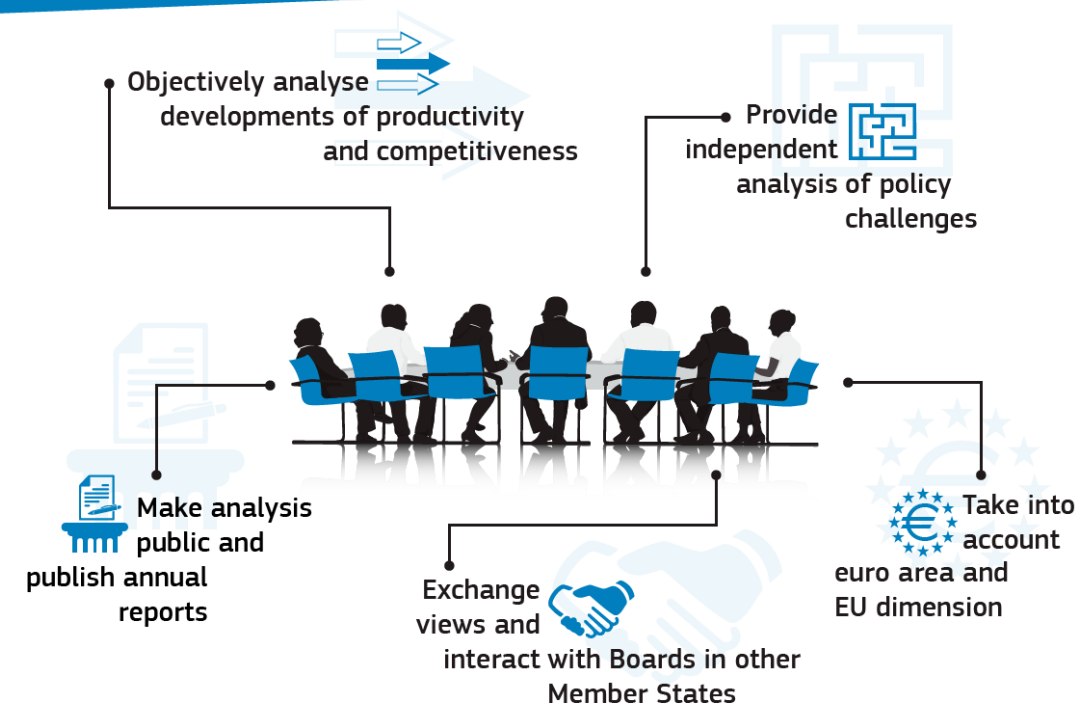 Objectively analyse
developments of productivity
and competitiveness
Provide
independent
analysis of policy
challenges
Make analysis
public and
publish annual
reports
Exchange
views and
interact with Boards in other
Member States
Take into
account
euro area and
EU dimension